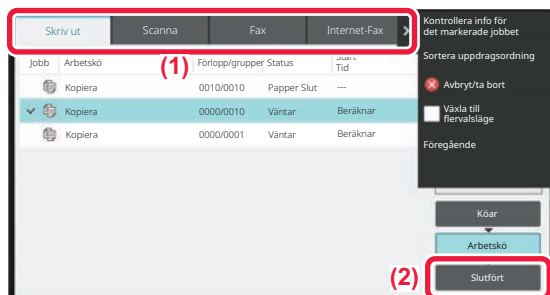 Skriv ut Scanna Fax Internet-Fax
(1)
Jobb Arbetskö Förlopp/grupper Status Start Tid
Kopiera 0010/0010 Papper Slut ---
Kopiera 0000/0010 Väntar Beräknar
Kopiera 0000/0001 Väntar Beräknar
Kontrollera info för
det markerade jobbet
Sortera uppdragsordning
Avbryt/ta bort
Växla till
flervalsläge
Föregående
Köar
Arbetskö
(2)
Slutfört